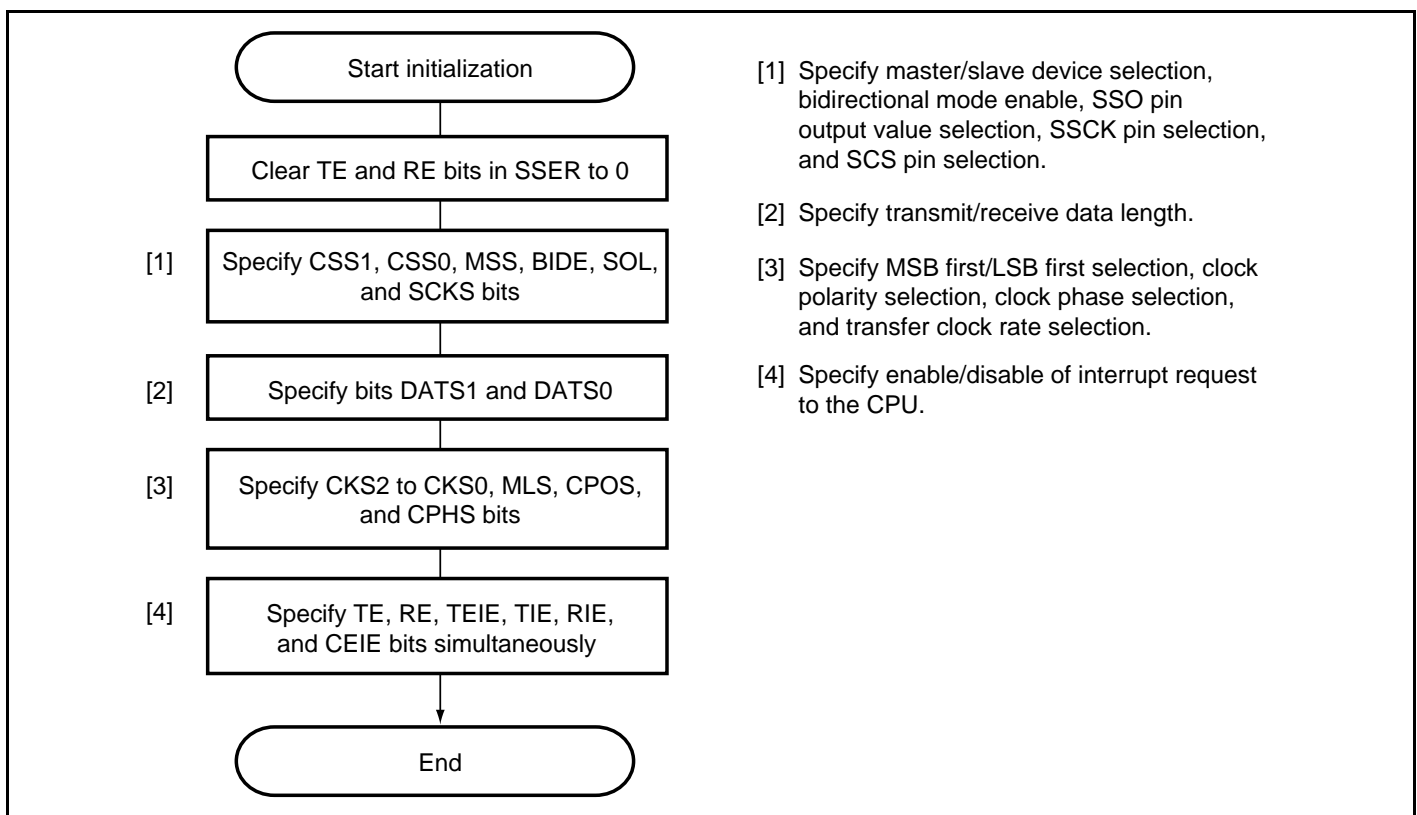 Start initialization
Clear TE and RE bits in SSER to 0
[1] Specify CSS1, CSS0, MSS, BIDE, SOL,
and SCKS bits
[2] Specify bits DATS1 and DATS0
[3] Specify CKS2 to CKS0, MLS, CPOS,
and CPHS bits
[4] Specify TE, RE, TEIE, TIE, RIE,
and CEIE bits simultaneously
End
[1] Specify master/slave device selection,
bidirectional mode enable, SSO pin
output value selection, SSCK pin selection,
and SCS pin selection.
[2] Specify transmit/receive data length.
[3] Specify MSB first/LSB first selection, clock
polarity selection, clock phase selection,
and transfer clock rate selection.
[4] Specify enable/disable of interrupt request
to the CPU.